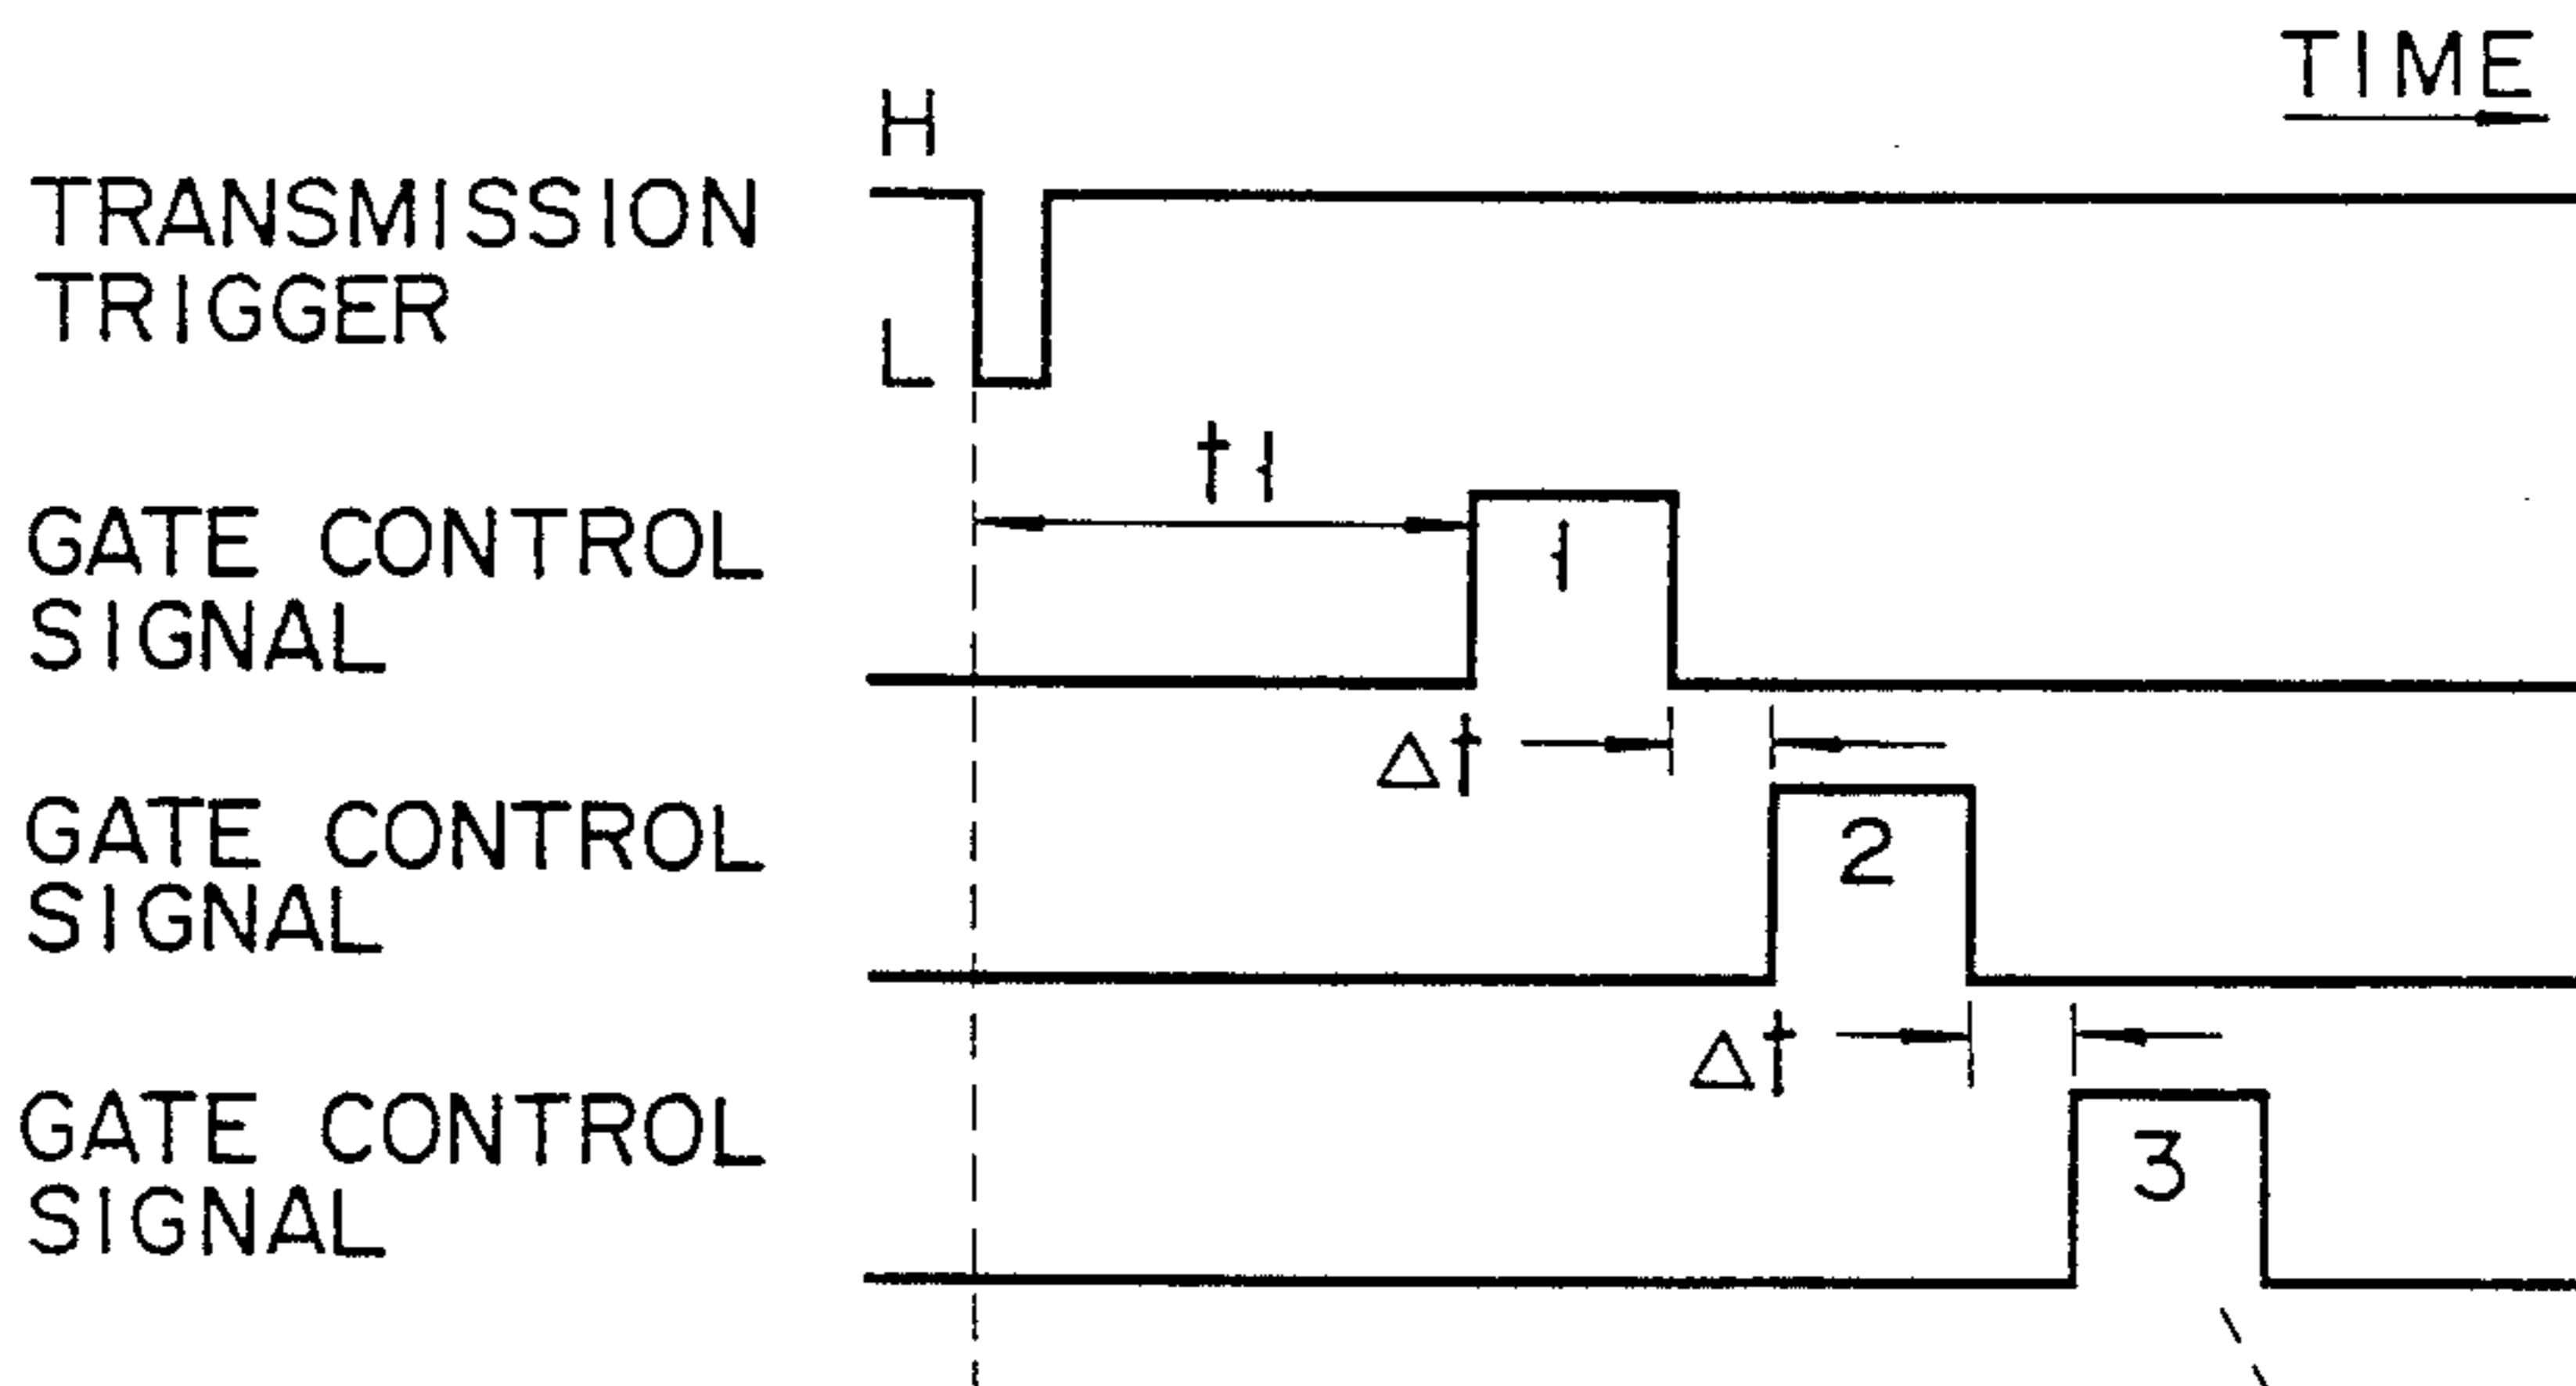 TIME
H
TRANSMISSION
TRIGGER
L
t1
GATE CONTROL
SIGNAL
1
Δt
GATE CONTROL
SIGNAL
2
Δt
GATE CONTROL
SIGNAL
3